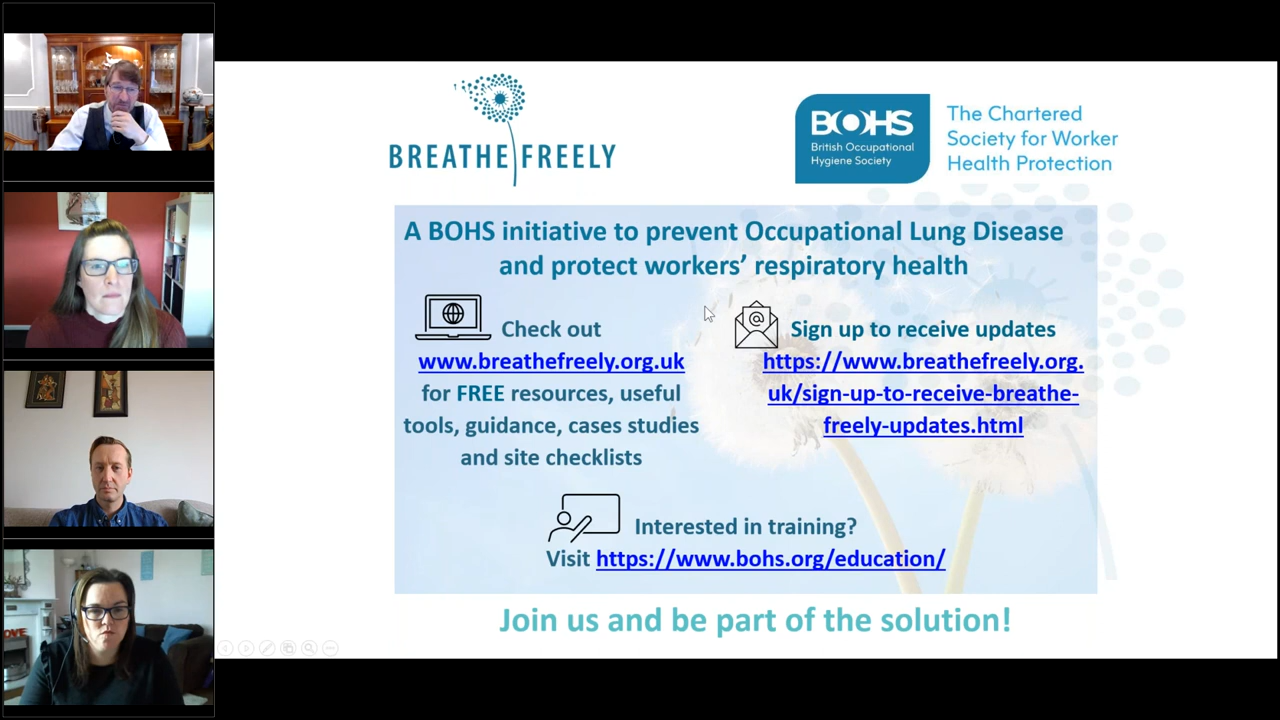 BREATHE FREELY
BOHS
British Occupational
Hygiene Society
The Chartered
Society for Worker
Health Protection
A BOHS initiative to prevent Occupational Lung Disease
and protect workers’ respiratory health
Check out
www.breathefreely.org.uk
for FREE resources, useful
tools, guidance, cases studies
and site checklists
Sign up to receive updates
https://www.breathefreely.org.
uk/sign-up-to-receive-breathe-
freely-updates.html
Interested in training?
Visit https://www.bohs.org/education/
Join us and be part of the solution!
OVE